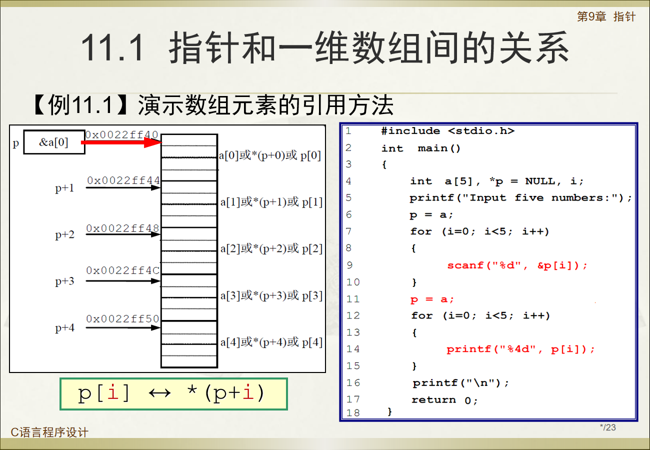 第9章 指针
11.1 指针和一维数组间的关系
【例11.1】演示数组元素的引用方法
p
&a[0]
0x0022ff40
a[0]或*(p+0)或 p[0]
p+1
0x0022ff44
a[1]或*(p+1)或 p[1]
p+2
0x0022ff48
a[2]或*(p+2)或 p[2]
p+3
0x0022ff4C
a[3]或*(p+3)或 p[3]
p+4
0x0022ff50
a[4]或*(p+4)或 p[4]
p[i] ↔ *(p+i)
1 #include <stdio.h>
2 int main()
3 {
4 int a[5], *p = NULL, i;
5 printf("Input five numbers:");
6 p = a;
7 for (i=0; i<5; i++)
8 {
9 scanf("%d", &p[i]);
10 }
11 p = a;
12 for (i=0; i<5; i++)
13 {
14 printf("%4d", p[i]);
15 }
16 printf("\n");
17 return 0;
18 }
C语言程序设计
*/23